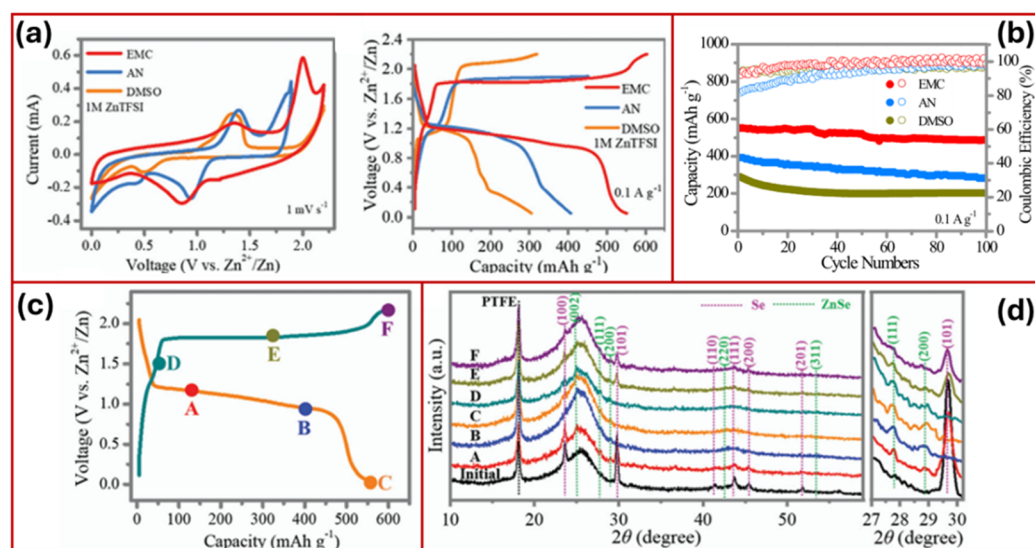 (a)
EMC
AN
DMSO
1M ZnTFSI
1 mV s⁻¹
Current (mA)
0.6
0.4
0.2
0.0
-0.2
-0.4
0.0 0.5 1.0 1.5 2.0
Voltage (V vs. Zn²⁺/Zn)
EMC
AN
DMSO
1M ZnTFSI
0.1 A g⁻¹
Voltage (V vs. Zn²⁺/Zn)
2.4
2.0
1.6
1.2
0.8
0.4
0.0
0 100 200 300 400 500 600
Capacity (mAh g⁻¹)
(b)
EMC
AN
DMSO
0.1 A g⁻¹
Capacity (mAh g⁻¹)
1000
800
600
400
200
0
Coulombic Efficiency (%)
100
80
60
40
20
0
0 20 40 60 80 100
Cycle Numbers
(c)
Voltage (V vs. Zn²⁺/Zn)
2.0
1.5
1.0
0.5
0.0
D
E
F
A
B
C
0 100 200 300 400 500 600
Capacity (mAh g⁻¹)
(d)
PTFE
Se
ZnSe
(100)
(002)
(111)
(200)
(101)
(110)
(220)
(111)
(200)
(201)
(311)
F
E
D
C
B
A
Initial
Intensity (a.u.)
10 20 30 40 50
2θ (degree)
(111)
(200)
(101)
27 28 29 30
2θ (degree)